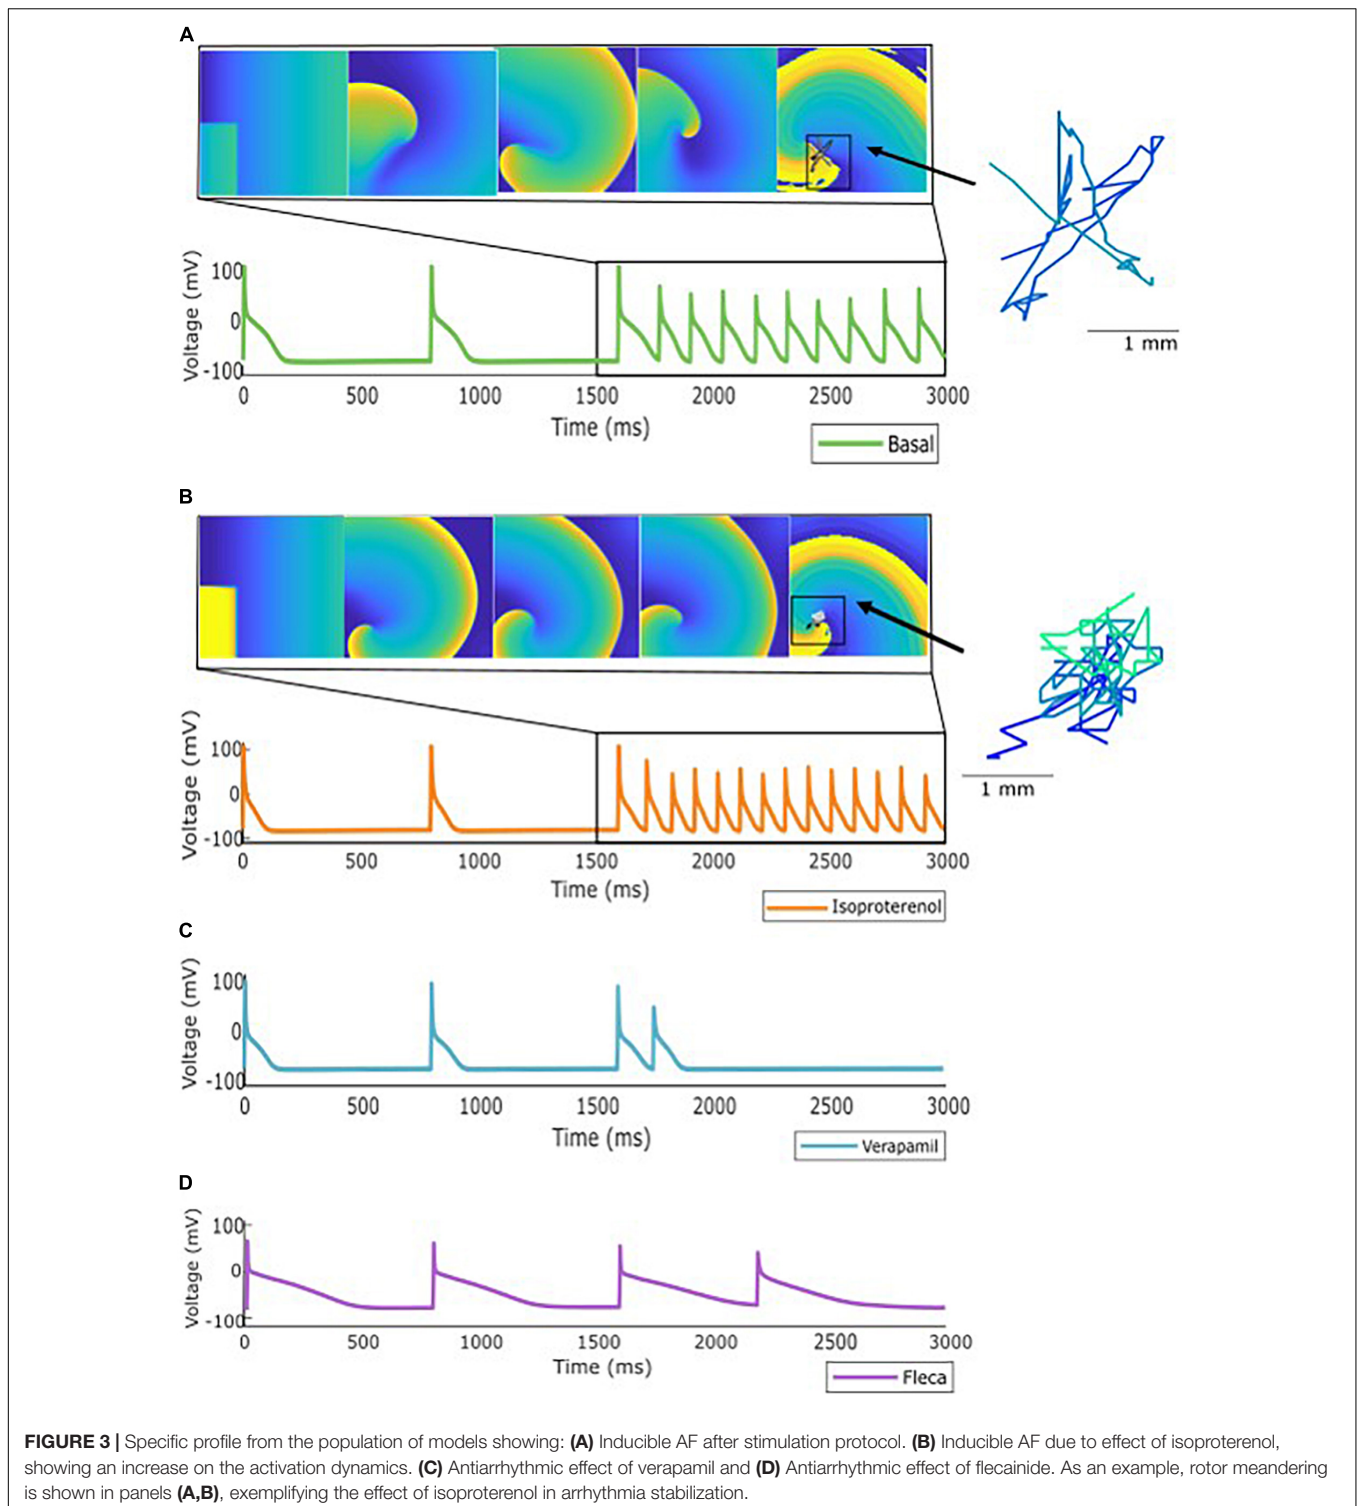 A
1 mm
Voltage (mV)
100
0
-100
0 500 1000 1500 2000 2500 3000
Time (ms)
Basal
B
1 mm
Voltage (mV)
100
0
-100
0 500 1000 1500 2000 2500 3000
Time (ms)
Isoproterenol
C
Voltage (mV)
100
0
-100
0 500 1000 1500 2000 2500 3000
Time (ms)
Verapamil
D
Voltage (mV)
100
0
-100
0 500 1000 1500 2000 2500 3000
Time (ms)
Fleca
FIGURE 3 | Specific profile from the population of models showing: (A) Inducible AF after stimulation protocol. (B) Inducible AF due to effect of isoproterenol,
showing an increase on the activation dynamics. (C) Antiarrhythmic effect of verapamil and (D) Antiarrhythmic effect of flecainide. As an example, rotor meandering
is shown in panels (A,B), exemplifying the effect of isoproterenol in arrhythmia stabilization.